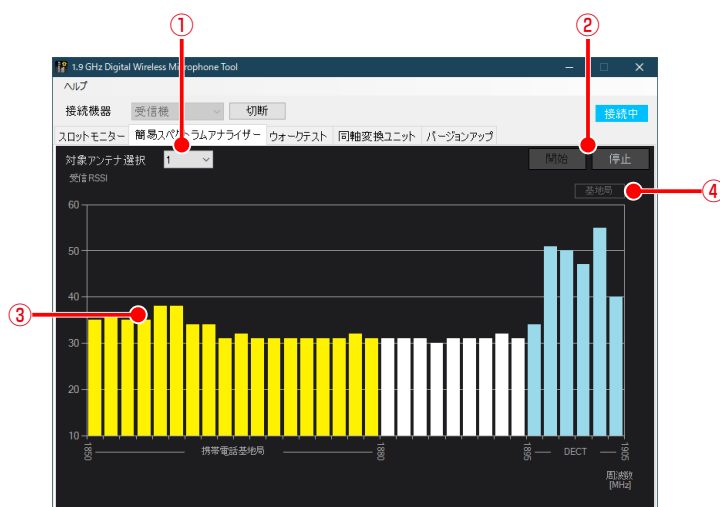 ① ②
1.9 GHz Digital Wireless Microphone Tool
ヘルプ
接続機器 受信機 切断 接続中
スロットモニター 簡易スペクトラムアナライザー ウォークテスト 同軸変換ユニット バージョンアップ
対象アンテナ選択 1 開始 停止
受信RSSI
基地局 ④
60
50
40
③
30
20
10
1850 携帯電話基地局 1880 1895 DECT 1905
周波数
[MHz]